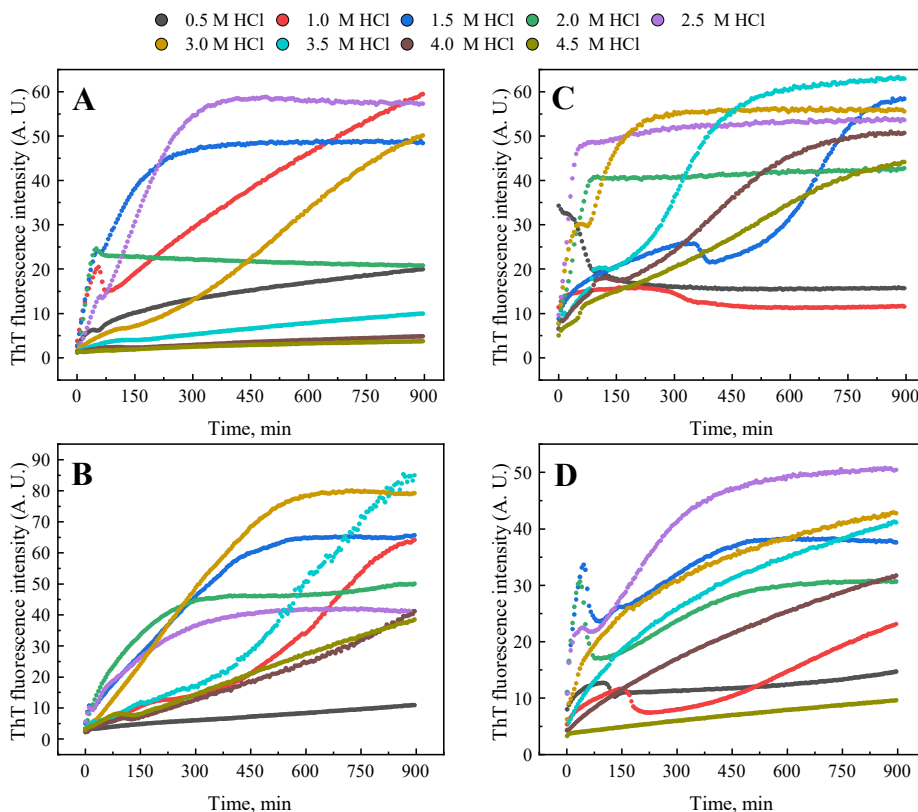 0.5 M HCl 1.0 M HCl 1.5 M HCl 2.0 M HCl 2.5 M HCl
3.0 M HCl 3.5 M HCl 4.0 M HCl 4.5 M HCl
A
ThT fluorescence intensity (A. U.)
60
50
40
30
20
10
0
0 150 300 450 600 750 900
Time, min
C
ThT fluorescence intensity (A. U.)
60
50
40
30
20
10
0
0 150 300 450 600 750 900
Time, min
B
ThT fluorescence intensity (A. U.)
90
80
70
60
50
40
30
20
10
0
0 150 300 450 600 750 900
Time, min
D
ThT fluorescence intensity (A. U.)
50
40
30
20
10
0
0 150 300 450 600 750 900
Time, min